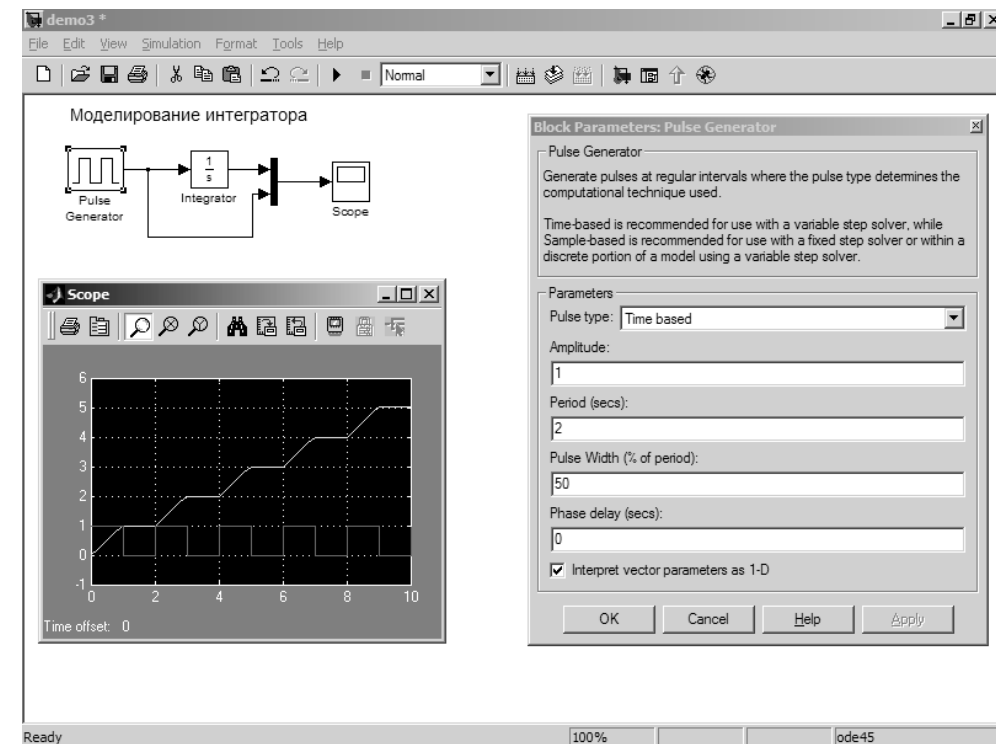 demo3 *
File Edit View Simulation Format Tools Help
Normal
Моделирование интегратора
1
s
Pulse
Generator
Integrator
Scope
Scope
6
5
4
3
2
1
0
-1
0 2 4 6 8 10
Time offset: 0
Block Parameters: Pulse Generator
Pulse Generator
Generate pulses at regular intervals where the pulse type determines the
computational technique used.
Time-based is recommended for use with a variable step solver, while
Sample-based is recommended for use with a fixed step solver or within a
discrete portion of a model using a variable step solver.
Parameters
Pulse type: Time based
Amplitude:
1
Period (secs):
2
Pulse Width (% of period):
50
Phase delay (secs):
0
Interpret vector parameters as 1-D
OK Cancel Help Apply
Ready 100% ode45